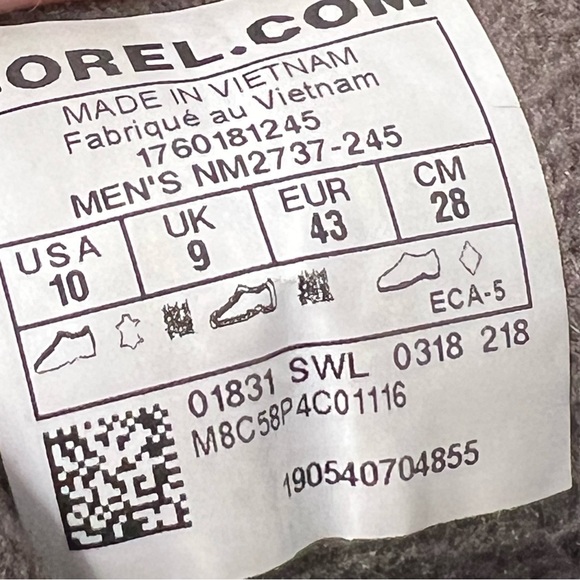 OREL.COM
MADE IN VIETNAM
Fabriqué au Vietnam
1760181245
MEN'S NM2737-245
USA UK EUR CM
10 9 43 28
ECA-5
01831 SWL 0318 218
M8C58P4C01116
190540704855